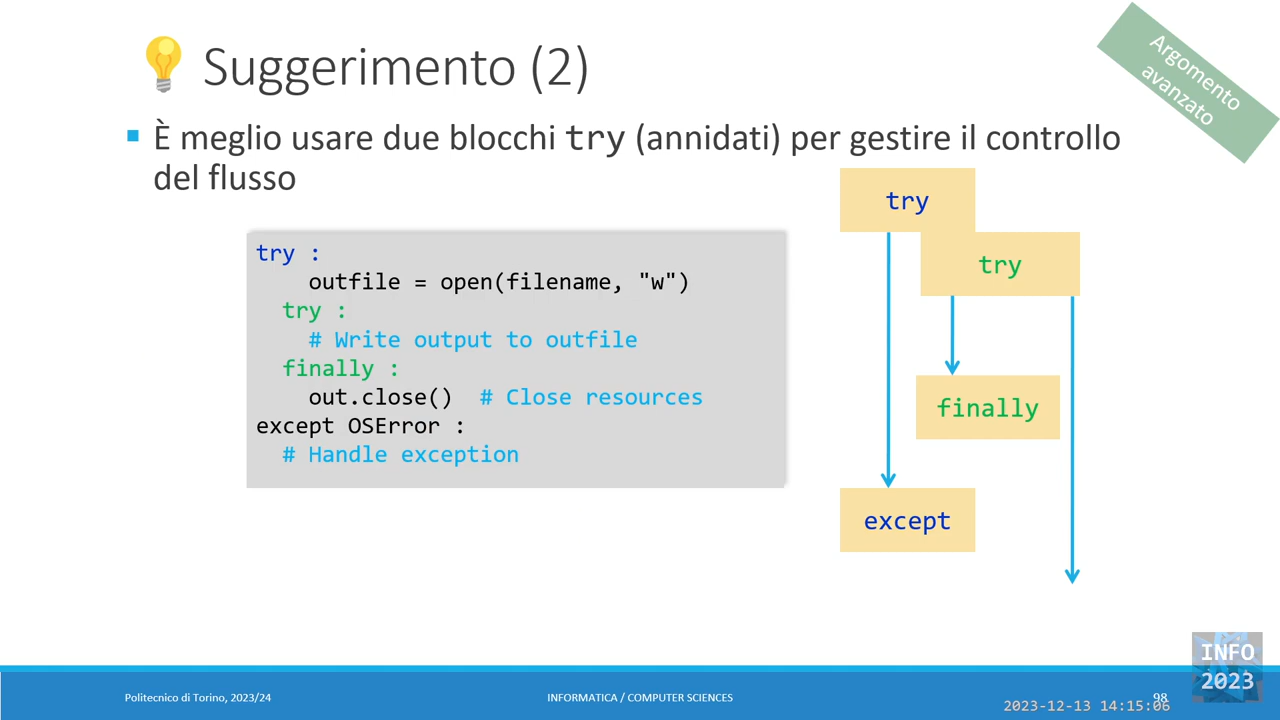 Suggerimento (2)
Argomento
avanzato
È meglio usare due blocchi try (annidati) per gestire il controllo
del flusso
try :
    outfile = open(filename, "w")
  try :
    # Write output to outfile
  finally :
    out.close()  # Close resources
except OSError :
  # Handle exception
try
try
finally
except
Politecnico di Torino, 2023/24
INFORMATICA / COMPUTER SCIENCES
98
INFO
2023
2023-12-13 14:15:06